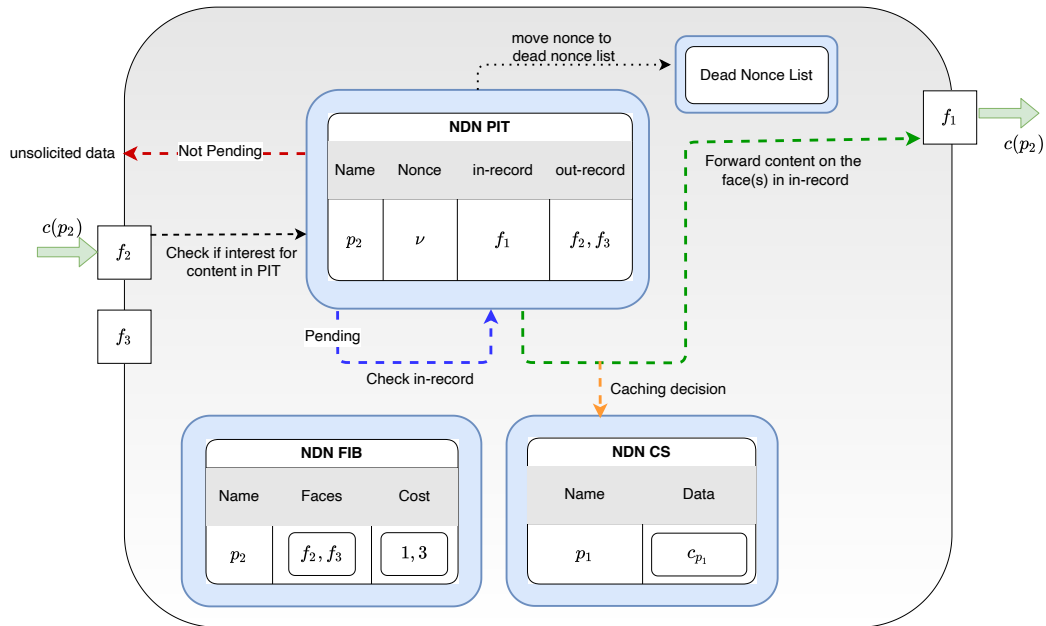 move nonce to
dead nonce list
Dead Nonce List
NDN PIT
Name Nonce in-record out-record
p₂ ν f₁ f₂, f₃
unsolicited data
Not Pending
c(p₂)
f₂
Check if interest for
content in PIT
f₃
f₁
c(p₂)
Forward content on the
face(s) in in-record
Pending
Check in-record
Caching decision
NDN FIB
Name Faces Cost
p₂ f₂, f₃ 1, 3
NDN CS
Name Data
p₁ c_{p₁}